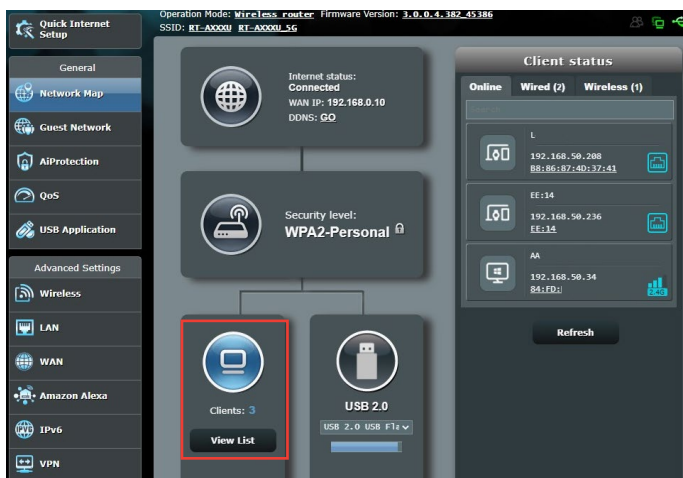 Quick Internet
Setup
Operation Mode: Wireless router Firmware Version: 3.0.0.4.382_45386
SSID: RT-AXXXU RT-AXXXU_5G
General
Network Map
Guest Network
AiProtection
QoS
USB Application
Advanced Settings
Wireless
LAN
WAN
Amazon Alexa
IPv6
VPN
Internet status:
Connected
WAN IP: 192.168.0.10
DDNS: GO
Security level:
WPA2-Personal
Clients: 3
View List
USB 2.0
USB 2.0 USB Fla
Client status
Online Wired (2) Wireless (1)
L
192.168.50.208
B8:86:87:4D:37:41
EE:14
192.168.50.236
EE:14
AA
192.168.50.34
84:FD:
2.4G
Refresh